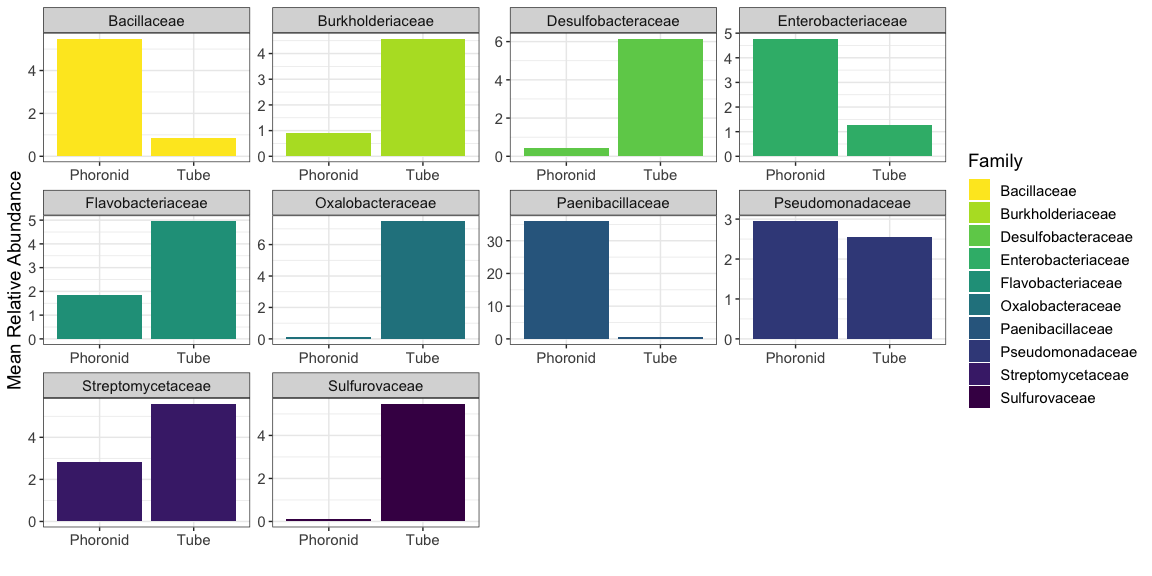 Bacillaceae Burkholderiaceae Desulfobacteraceae Enterobacteriaceae
4
2
0
4
3
2
1
0
6
4
2
0
5
4
3
2
1
0
Phoronid Tube Phoronid Tube Phoronid Tube Phoronid Tube
Mean Relative Abundance
Flavobacteriaceae Oxalobacteraceae Paenibacillaceae Pseudomonadaceae
5
4
3
2
1
0
6
4
2
0
30
20
10
0
3
2
1
0
Phoronid Tube Phoronid Tube Phoronid Tube Phoronid Tube
Streptomycetaceae Sulfurovaceae
4
2
0
4
2
0
Phoronid Tube Phoronid Tube
Family
Bacillaceae
Burkholderiaceae
Desulfobacteraceae
Enterobacteriaceae
Flavobacteriaceae
Oxalobacteraceae
Paenibacillaceae
Pseudomonadaceae
Streptomycetaceae
Sulfurovaceae